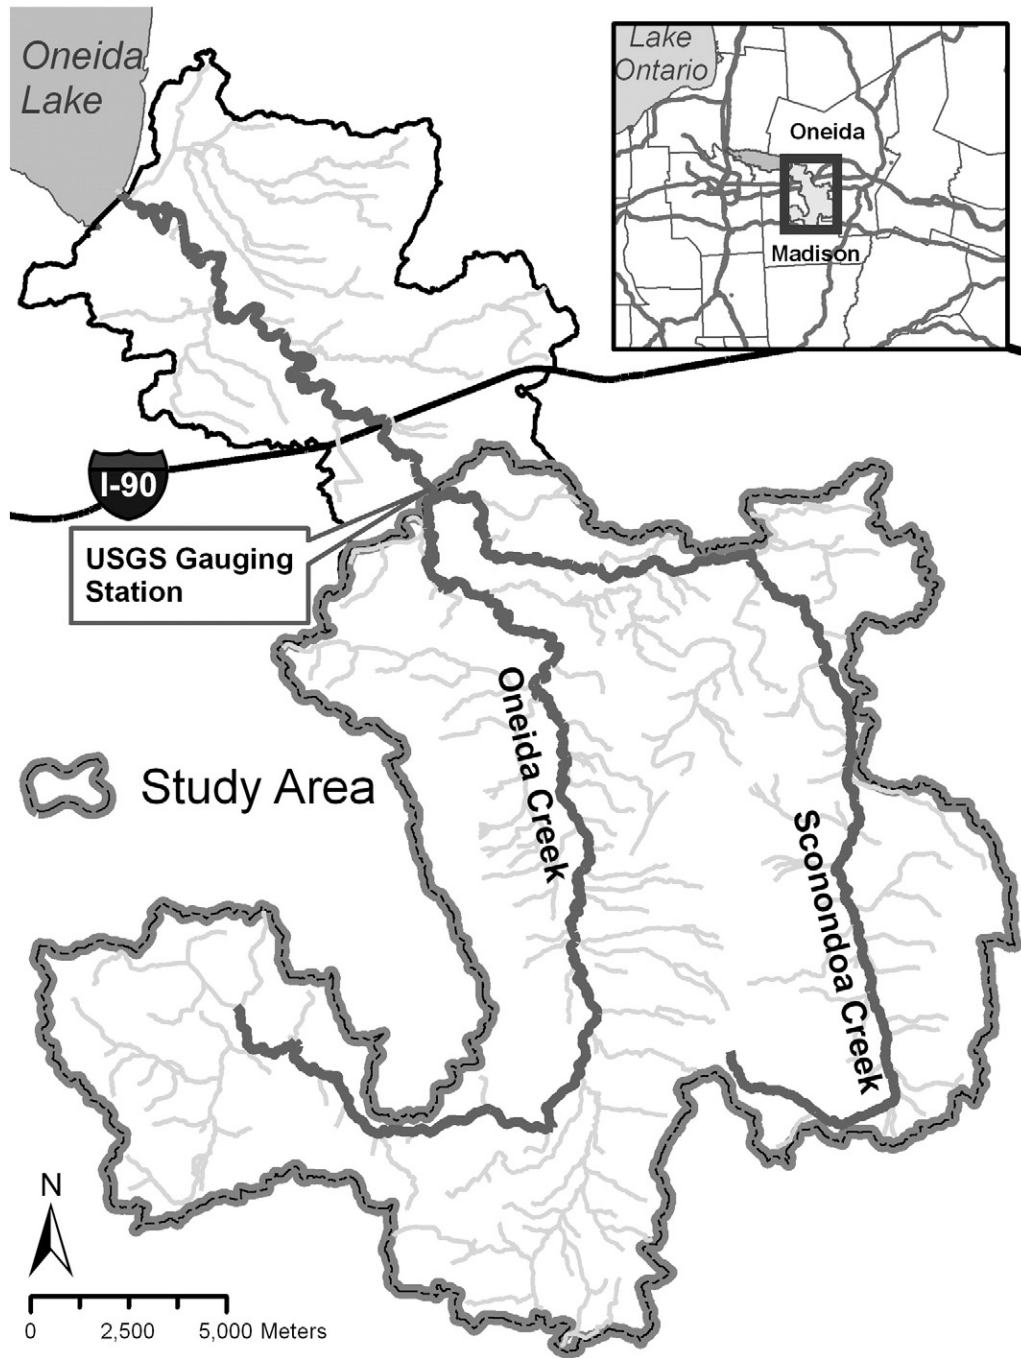 Oneida
Lake
Lake
Ontario
Oneida
Madison
I-90
USGS Gauging
Station
Oneida Creek
Study Area
Sconondoa Creek
N
0 2,500 5,000 Meters